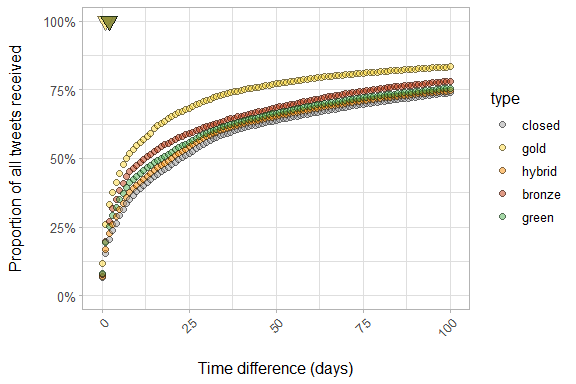 Proportion of all tweets received
100%
75%
50%
25%
0%
0
25
50
75
100
Time difference (days)
type
closed
gold
hybrid
bronze
green